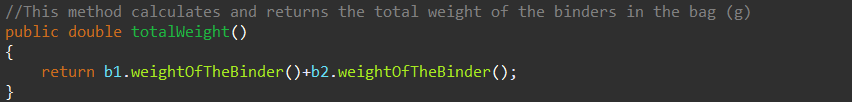 //This method calculates and returns the total weight of the binders in the bag (g)
public double totalWeight()
{
    return b1.weightOfTheBinder()+b2.weightOfTheBinder();
}